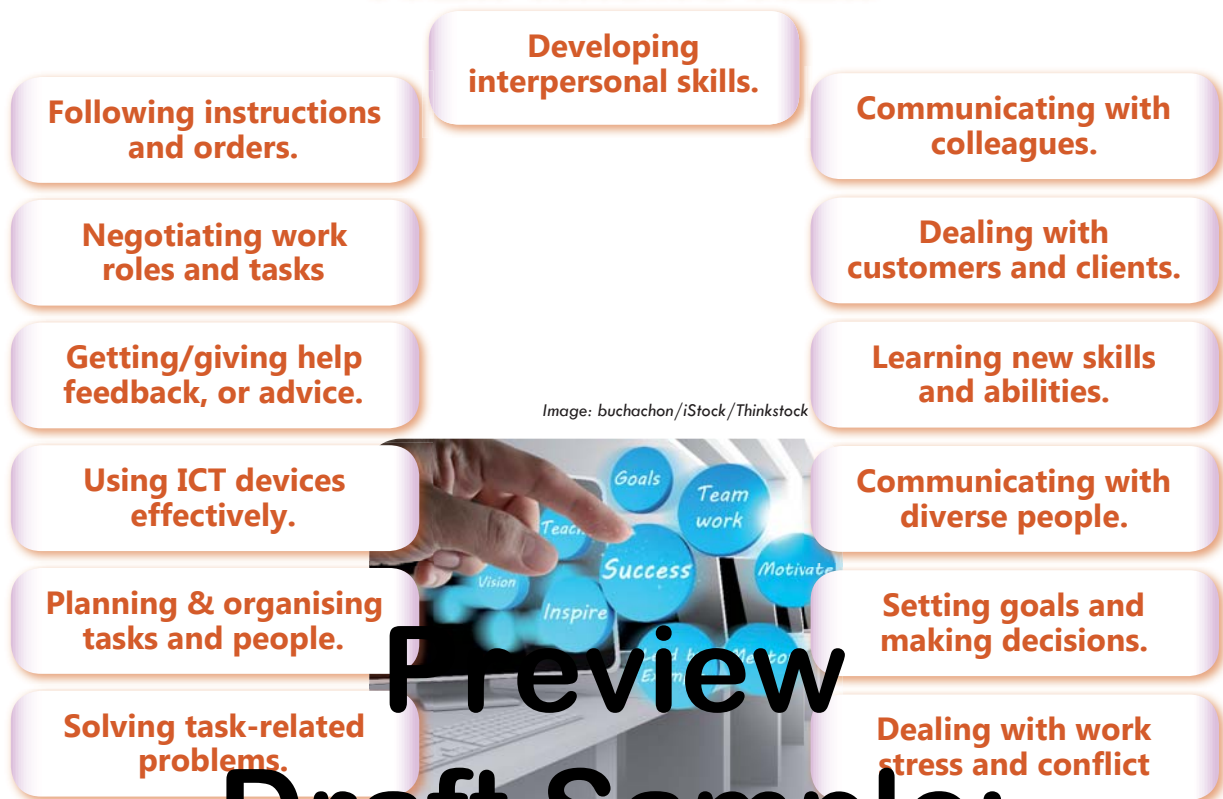 Developing
interpersonal skills.
Following instructions
and orders.
Negotiating work
roles and tasks
Getting/giving help
feedback, or advice.
Using ICT devices
effectively.
Planning & organising
tasks and people.
Solving task-related
problems.
Communicating with
colleagues.
Dealing with
customers and clients.
Learning new skills
and abilities.
Communicating with
diverse people.
Setting goals and
making decisions.
Dealing with work
stress and conflict
Image: buchachon/iStock/Thinkstock
Goals
Team
work
Success
Motivate
Vision
Inspire
Preview
Draft Sample: